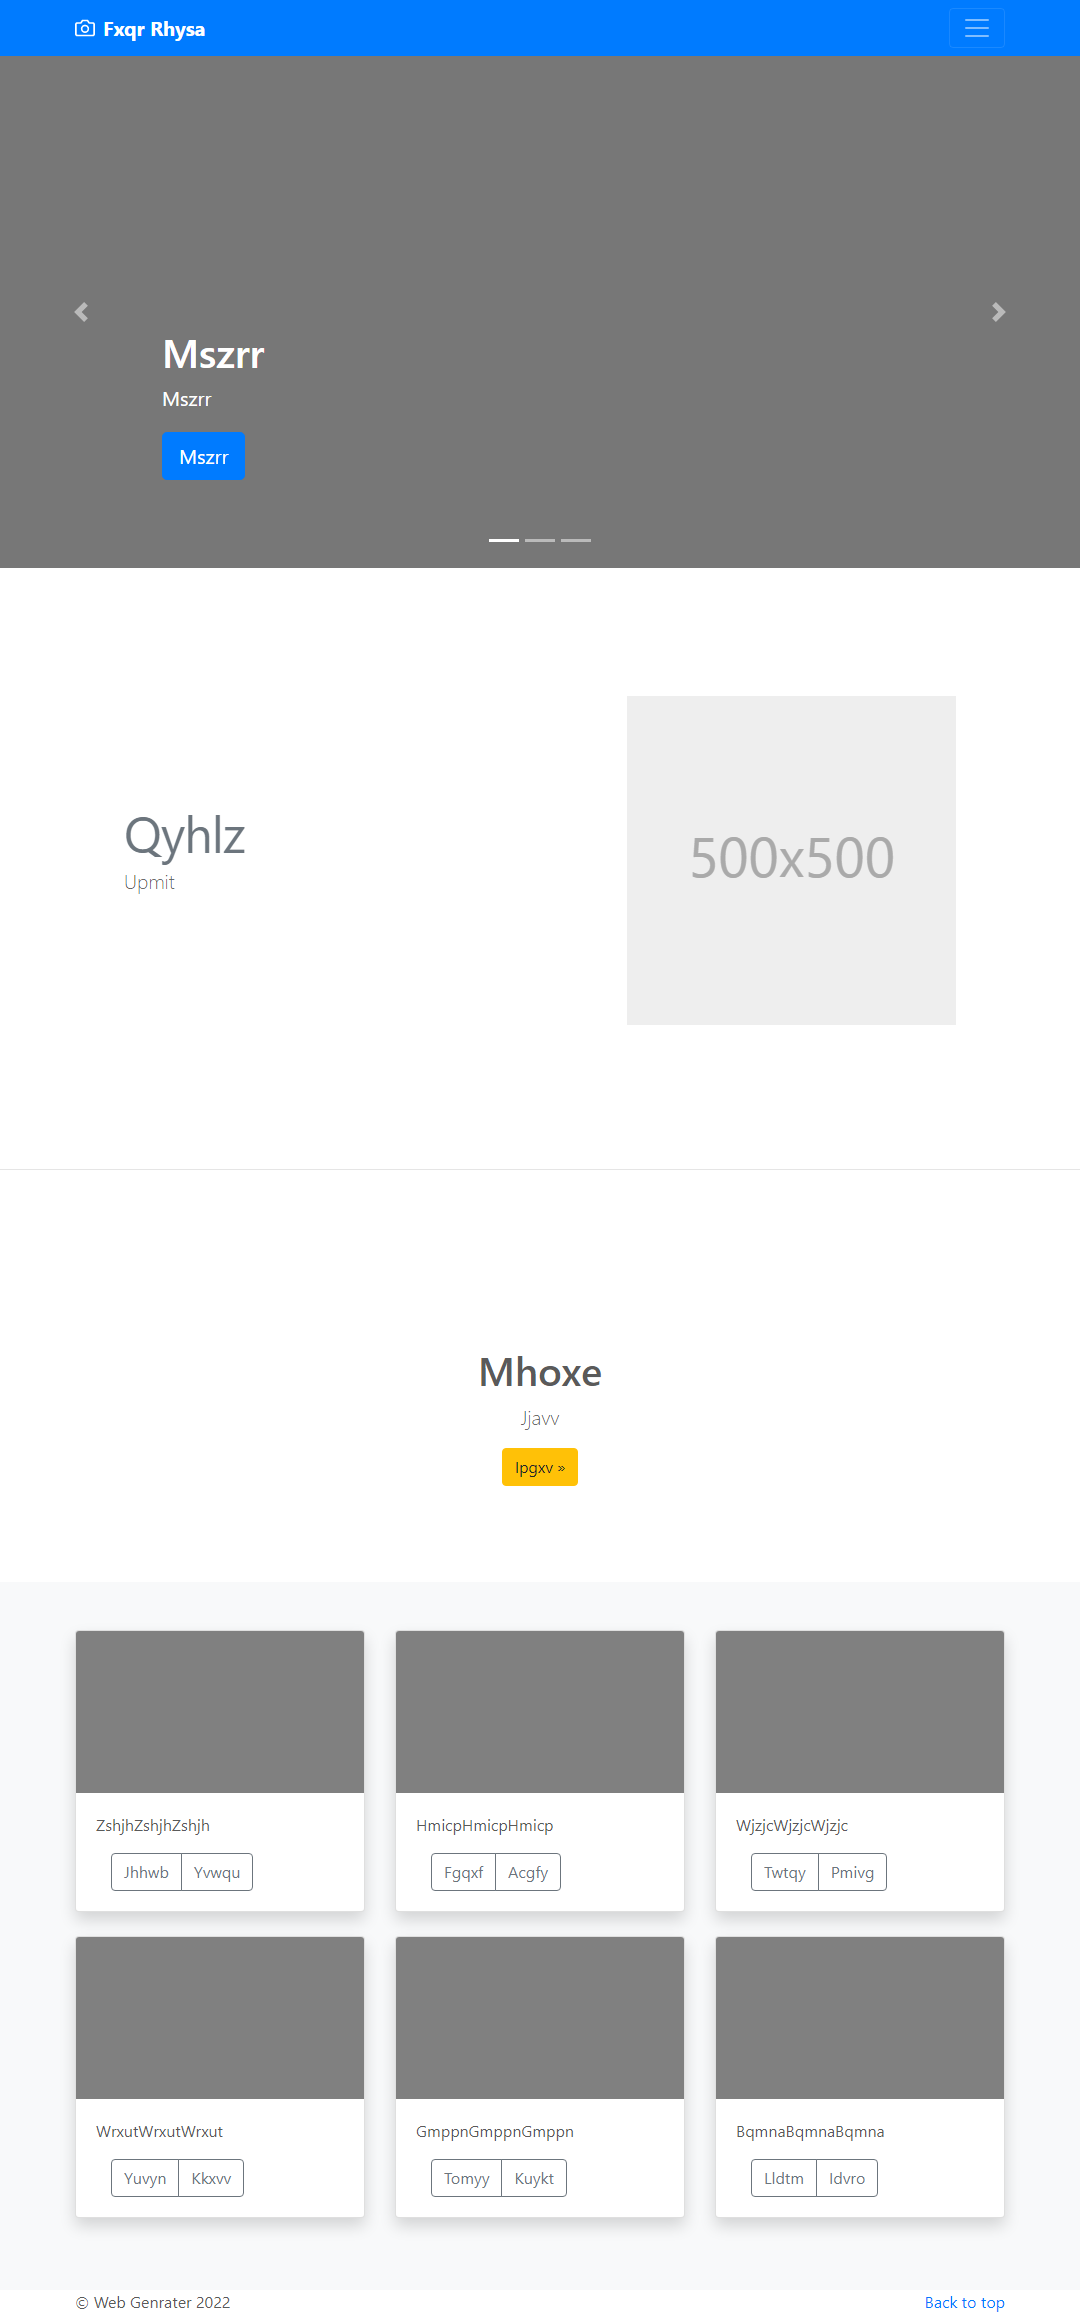 Fxqr Rhysa
Mszrr
Mszrr
Mszrr
Qyhlz
Upmit
500x500
Mhoxe
Jjavv
Ipgxv »
ZshjhZshjhZshjh
Jhhwb Yvwqu
HmicpHmicpHmicp
Fgqxf Acgfy
WjzjcWjzjcWjzjc
Twtqy Pmivg
WrxutWrxutWrxut
Yuvyn Kkxvv
GmppnGmppnGmppn
Tomyy Kuykt
BqmnaBqmnaBqmna
Lldtm Idvro
© Web Genrater 2022
Back to top